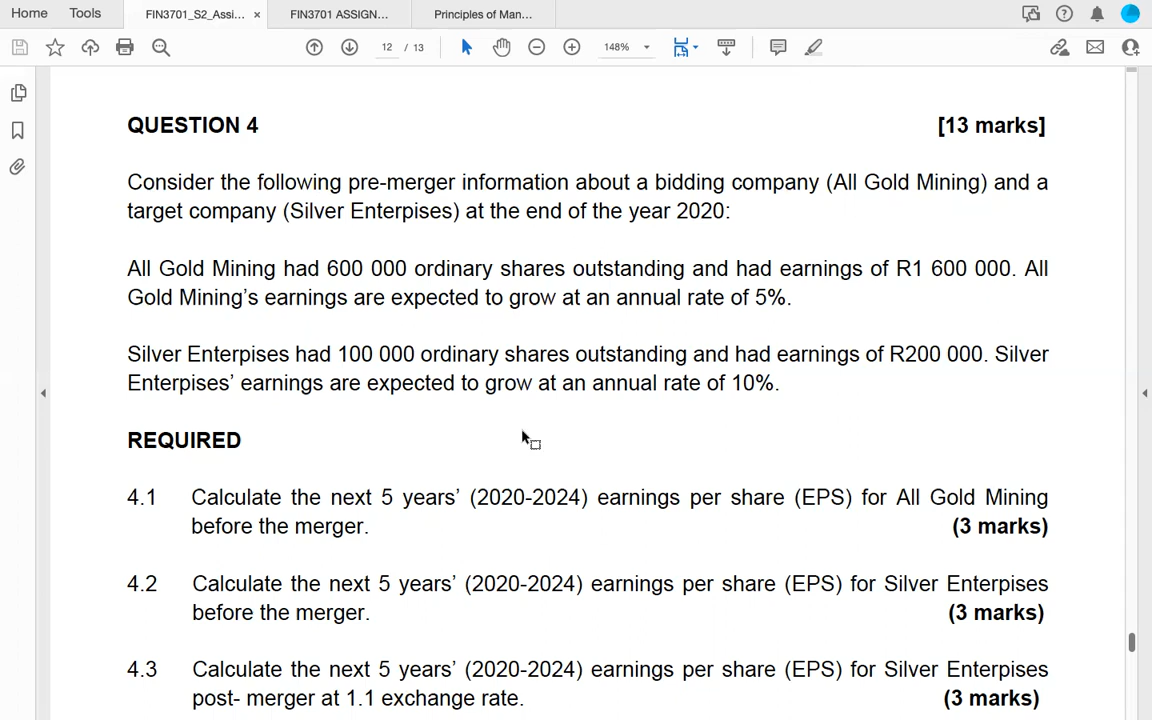 Home Tools FIN3701_S2_Assi... × FIN3701 ASSIGN... Principles of Man...
12 / 13 148%
QUESTION 4 [13 marks]
Consider the following pre-merger information about a bidding company (All Gold Mining) and a
target company (Silver Enterpises) at the end of the year 2020:
All Gold Mining had 600 000 ordinary shares outstanding and had earnings of R1 600 000. All
Gold Mining's earnings are expected to grow at an annual rate of 5%.
Silver Enterpises had 100 000 ordinary shares outstanding and had earnings of R200 000. Silver
Enterpises' earnings are expected to grow at an annual rate of 10%.
REQUIRED
4.1 Calculate the next 5 years' (2020-2024) earnings per share (EPS) for All Gold Mining
before the merger. (3 marks)
4.2 Calculate the next 5 years' (2020-2024) earnings per share (EPS) for Silver Enterpises
before the merger. (3 marks)
4.3 Calculate the next 5 years' (2020-2024) earnings per share (EPS) for Silver Enterpises
post- merger at 1.1 exchange rate. (3 marks)